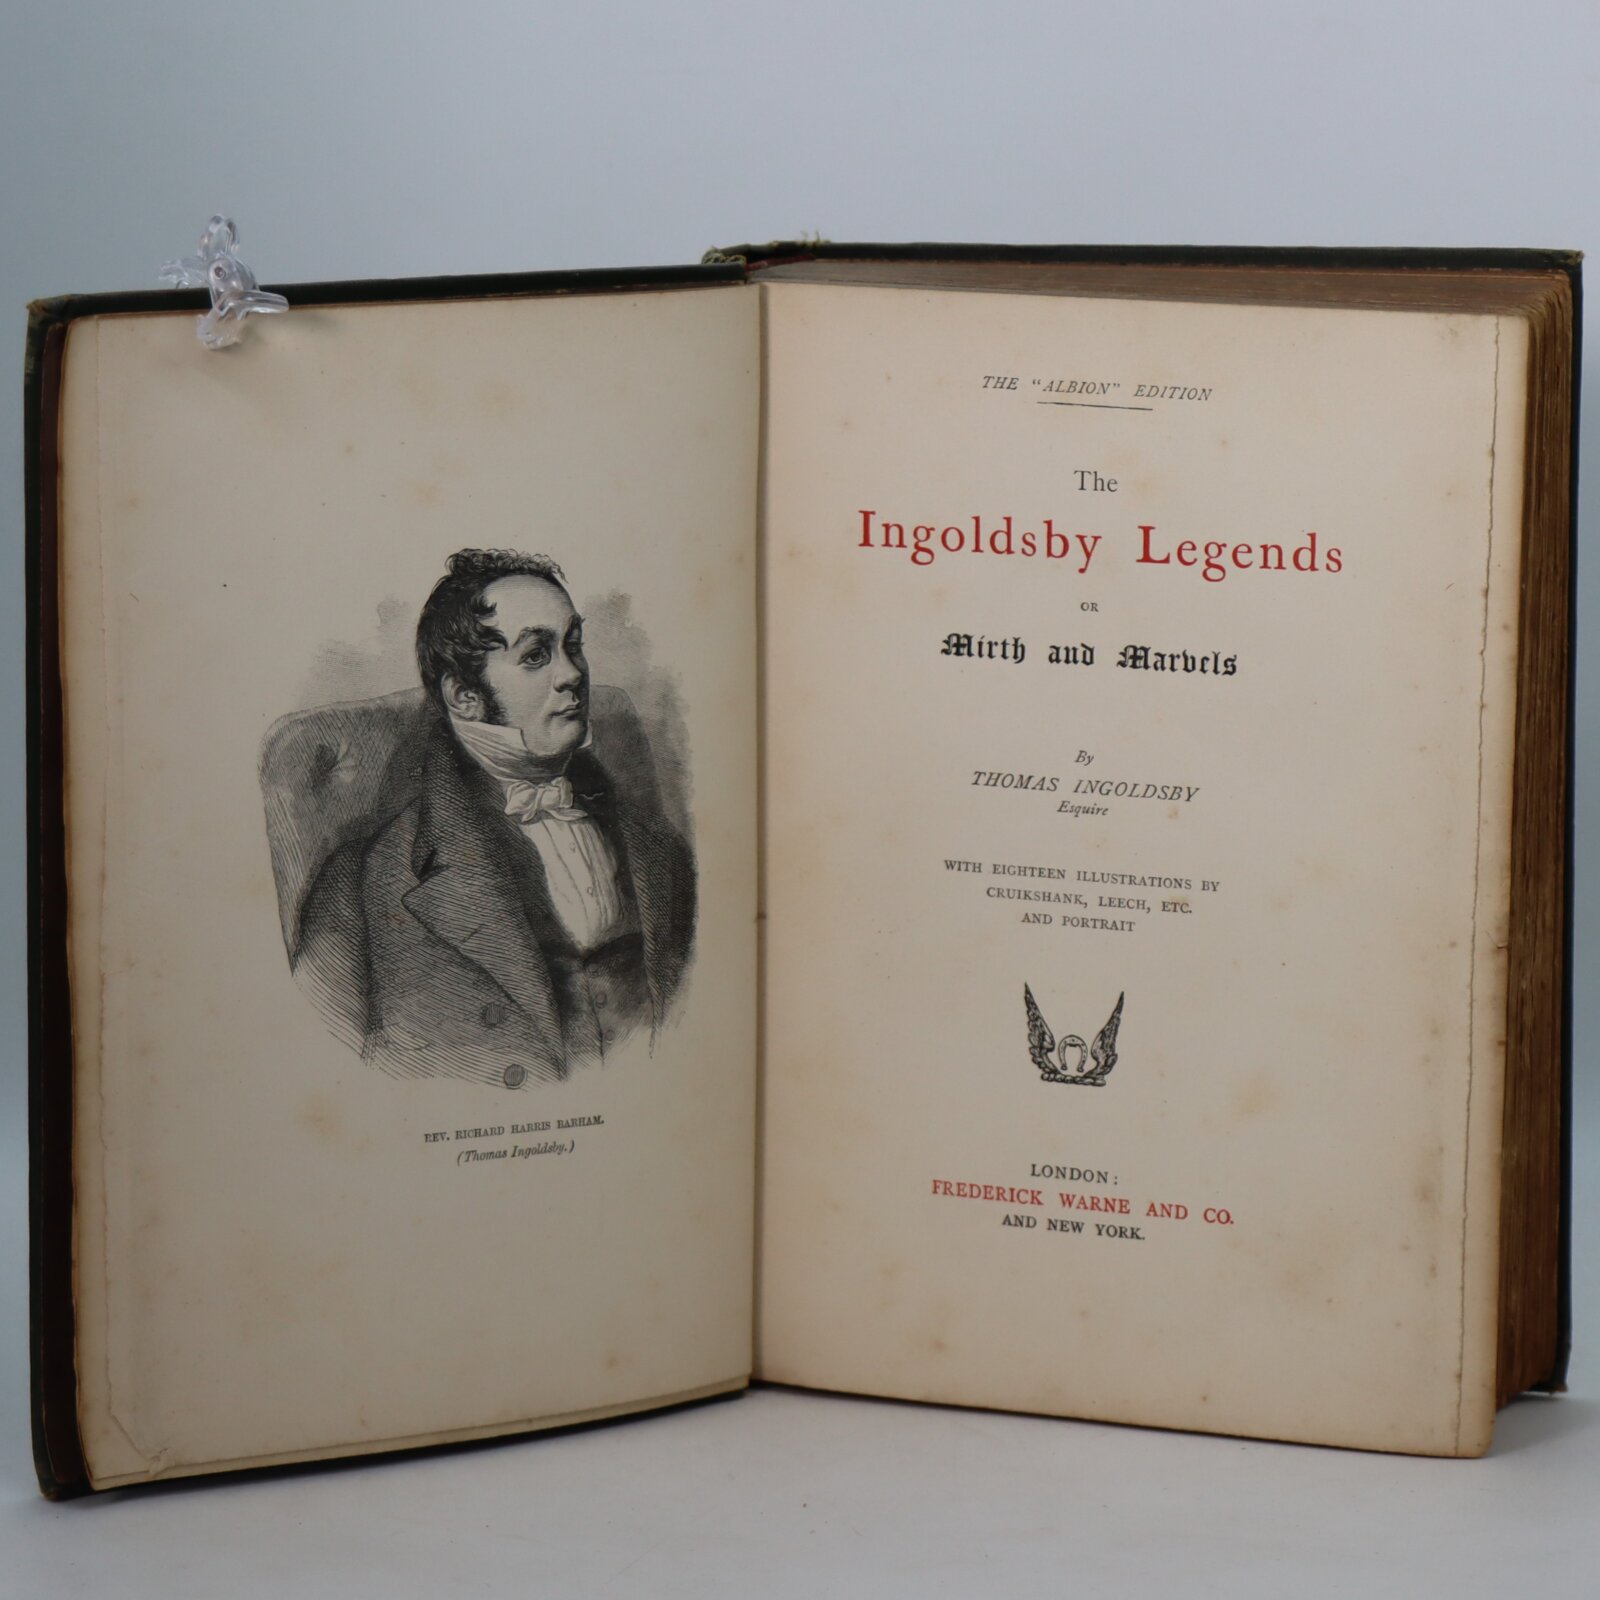 REV. RICHARD HARRIS BARHAM.
(Thomas Ingoldsby.)
THE "ALBION" EDITION
The
Ingoldsby Legends
OR
Mirth and Marvels
By
THOMAS INGOLDSBY
Esquire
WITH EIGHTEEN ILLUSTRATIONS BY
CRUIKSHANK, LEECH, ETC.
AND PORTRAIT
LONDON:
FREDERICK WARNE AND CO.
AND NEW YORK.